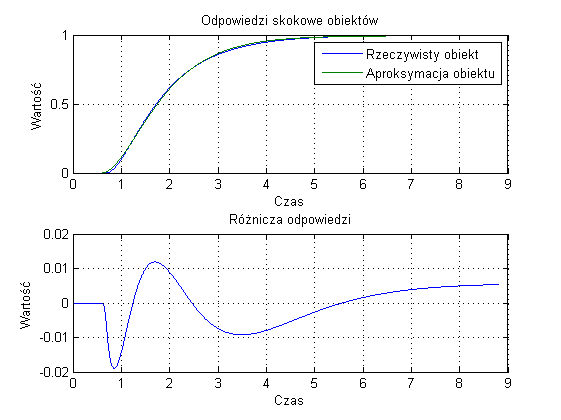 Odpowiedzi skokowe obiektów
1
0.5
0
Wartość
Rzeczywisty obiekt
Aproksymacja obiektu
0 1 2 3 4 5 6 7 8 9
Czas
Różnicza odpowiedzi
0.02
0.01
0
-0.01
-0.02
Wartość
0 1 2 3 4 5 6 7 8 9
Czas